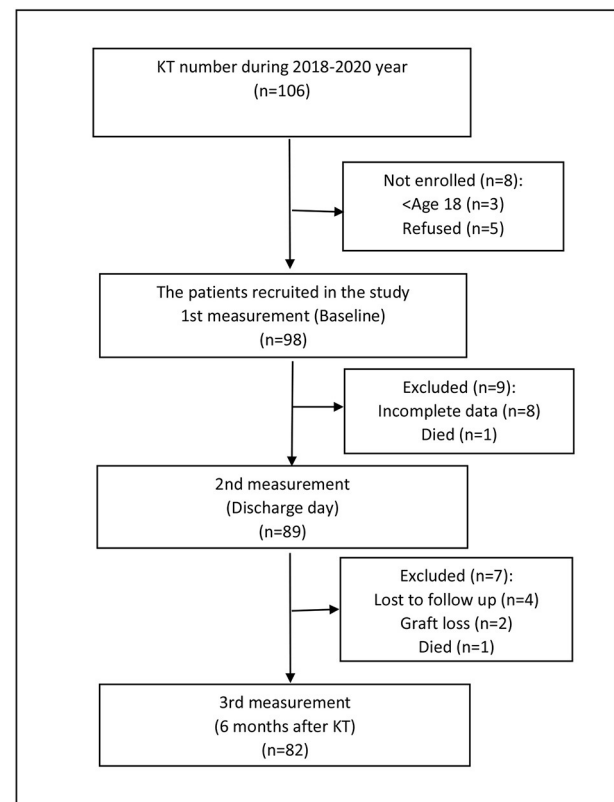 KT number during 2018-2020 year
(n=106)
Not enrolled (n=8):
<Age 18 (n=3)
Refused (n=5)
The patients recruited in the study
1st measurement (Baseline)
(n=98)
Excluded (n=9):
Incomplete data (n=8)
Died (n=1)
2nd measurement
(Discharge day)
(n=89)
Excluded (n=7):
Lost to follow up (n=4)
Graft loss (n=2)
Died (n=1)
3rd measurement
(6 months after KT)
(n=82)